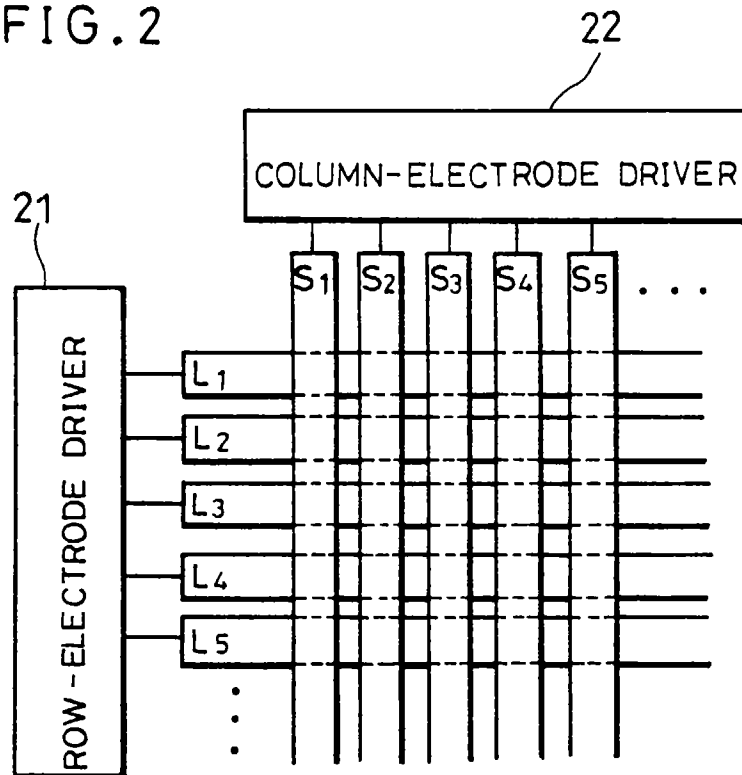 FIG.2
22
COLUMN-ELECTRODE DRIVER
21
S1 S2 S3 S4 S5 . . .
ROW-ELECTRODE DRIVER
L1
L2
L3
L4
L5